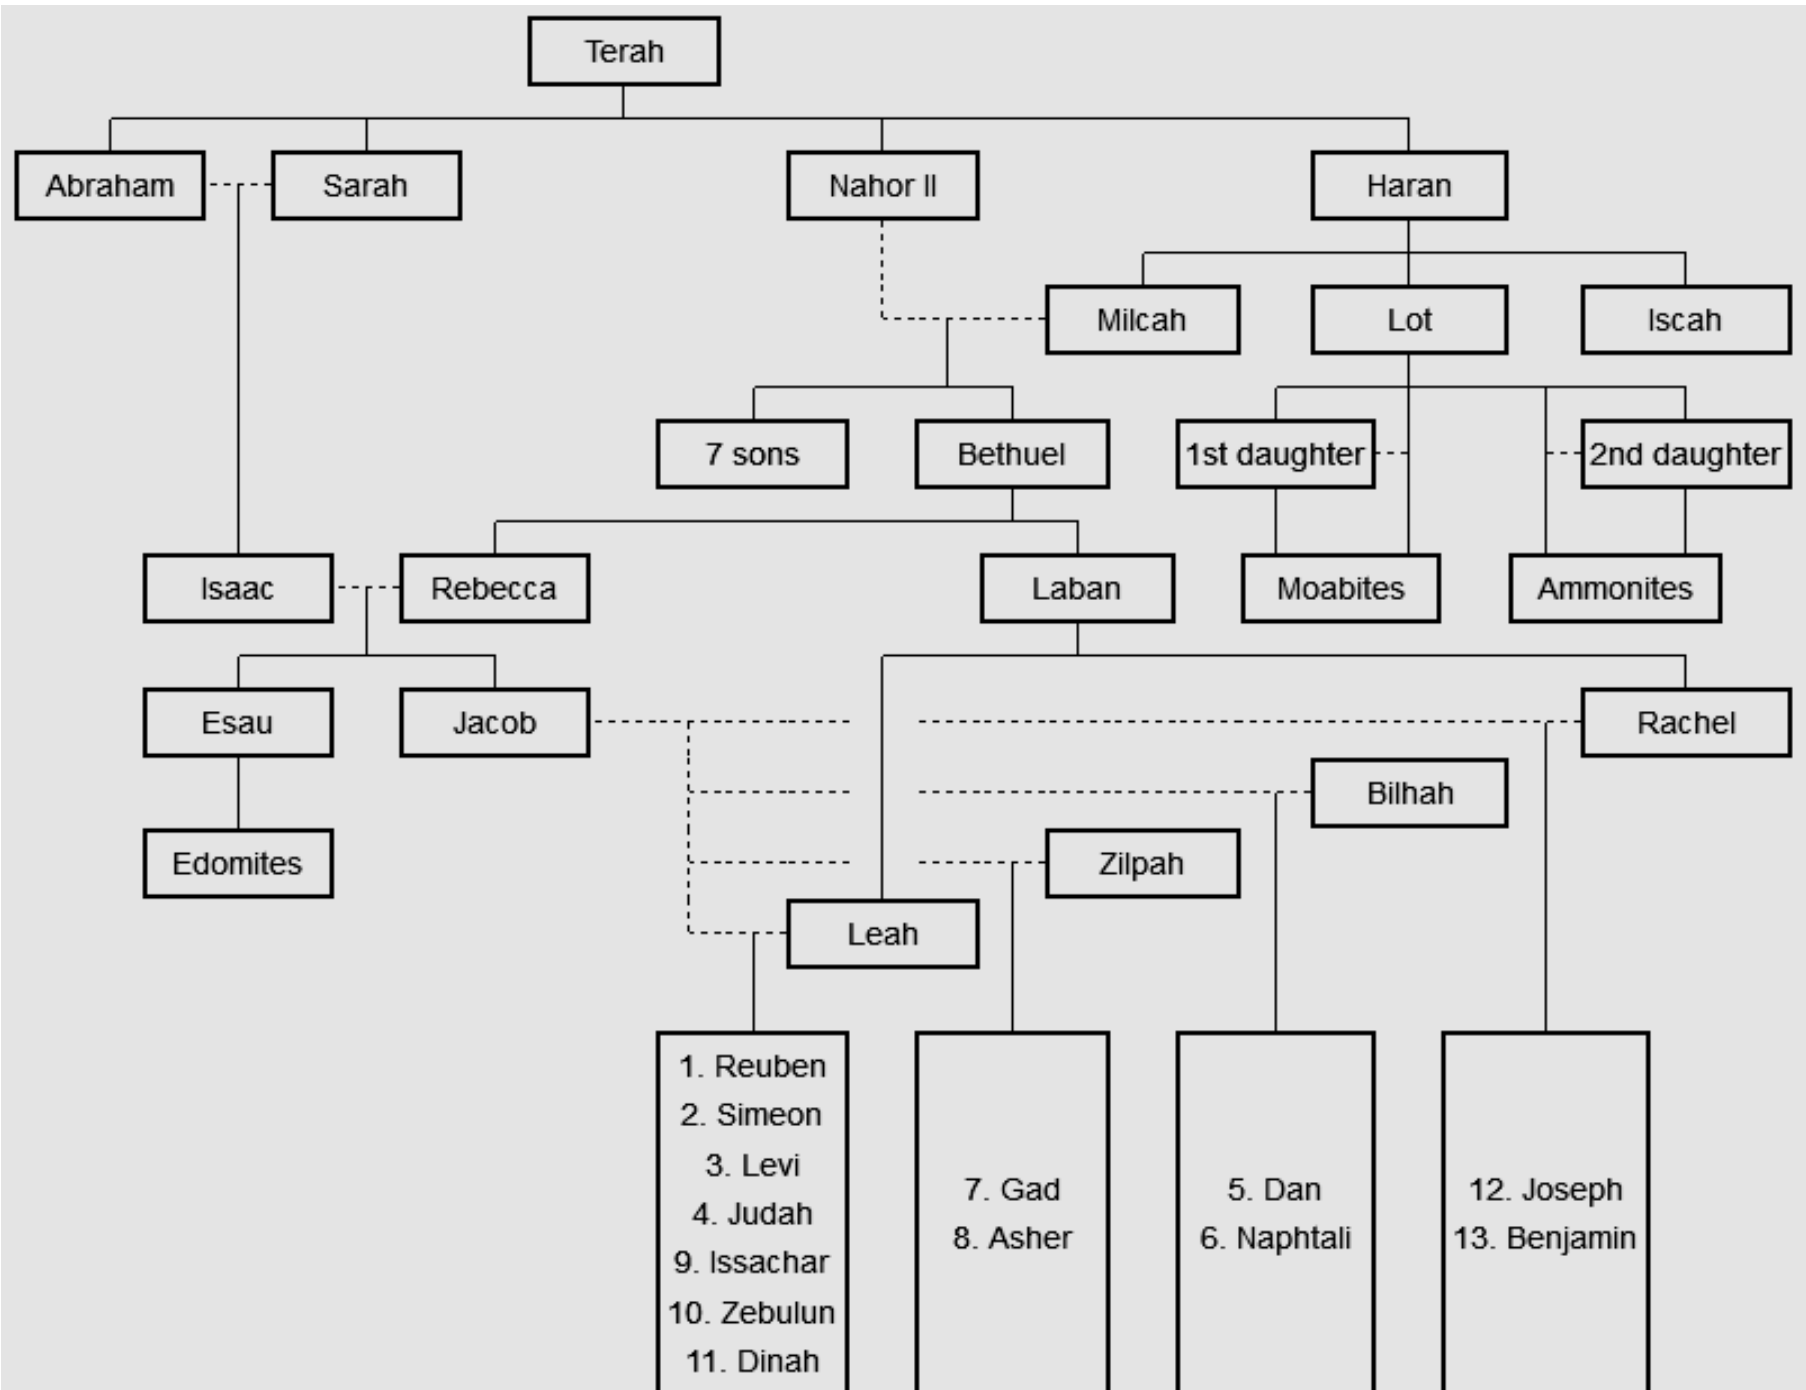 Terah
Abraham
Sarah
Nahor II
Haran
Milcah
Lot
Iscah
7 sons
Bethuel
1st daughter
2nd daughter
Isaac
Rebecca
Laban
Moabites
Ammonites
Esau
Jacob
Rachel
Bilhah
Edomites
Zilpah
Leah
1. Reuben
2. Simeon
3. Levi
4. Judah
9. Issachar
10. Zebulun
11. Dinah
7. Gad
8. Asher
5. Dan
6. Naphtali
12. Joseph
13. Benjamin